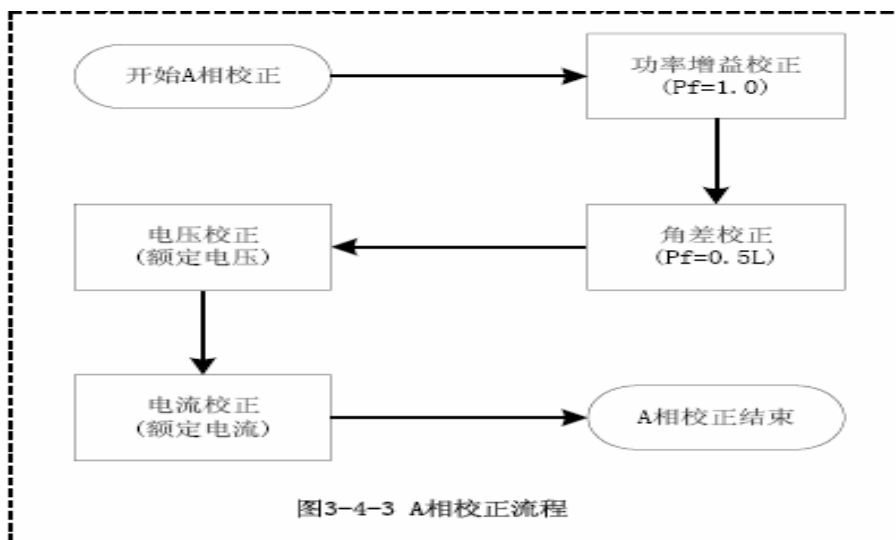 开始A相校正
功率增益校正
(Pf=1.0)
角差校正
(Pf=0.5L)
电压校正
(额定电压)
电流校正
(额定电流)
A相校正结束
图3-4-3 A相校正流程